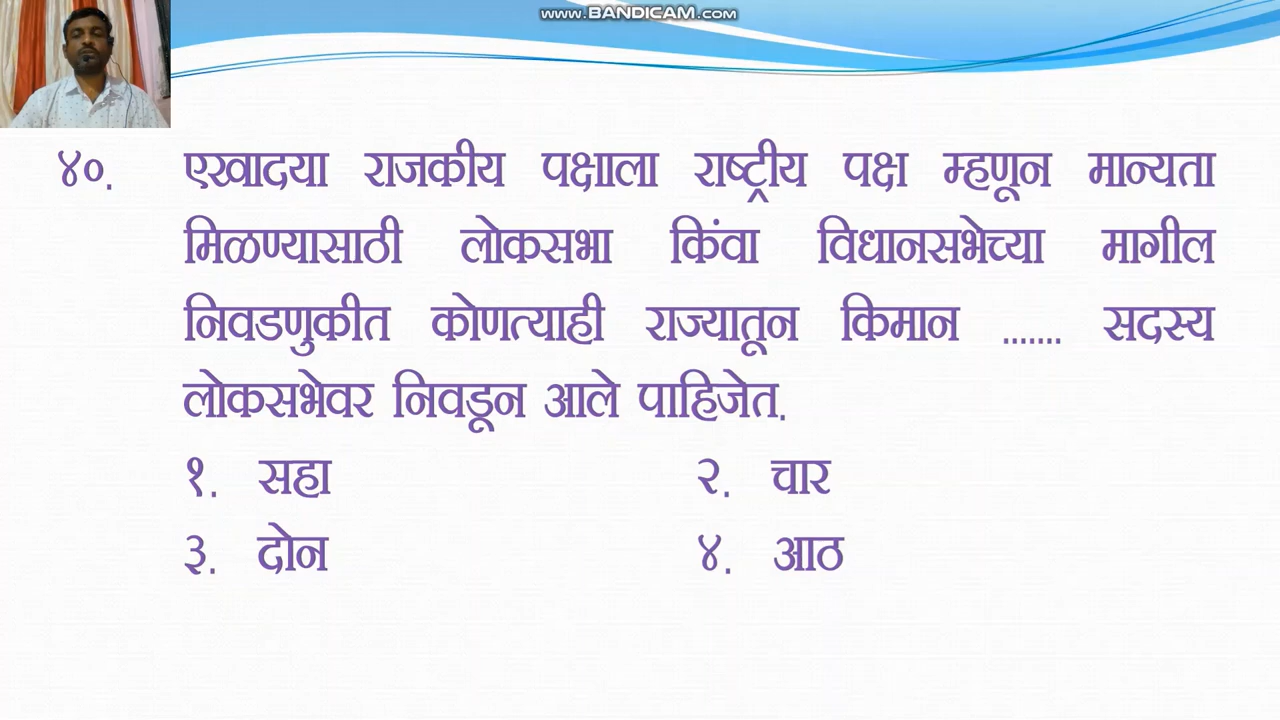 www.BANDICAM.com
४०. एखादया राजकीय पक्षाला राष्ट्रीय पक्ष म्हणून मान्यता
मिळण्यासाठी लोकसभा किंवा विधानसभेच्या मागील
निवडणुकीत कोणत्याही राज्यातून किमान ....... सदस्य
लोकसभेवर निवडून आले पाहिजेत.
१. सहा २. चार
३. दोन ४. आठ